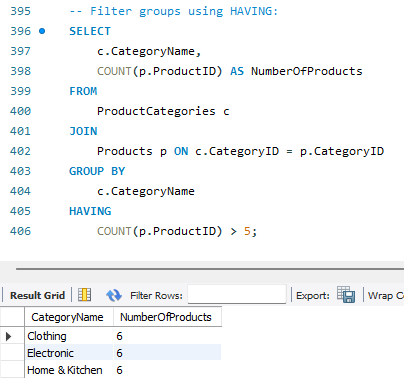 395 -- Filter groups using HAVING:
396 SELECT
397 c.CategoryName,
398 COUNT(p.ProductID) AS NumberOfProducts
399 FROM
400 ProductCategories c
401 JOIN
402 Products p ON c.CategoryID = p.CategoryID
403 GROUP BY
404 c.CategoryName
405 HAVING
406 COUNT(p.ProductID) > 5;
Result Grid Filter Rows: Export: Wrap C
CategoryName NumberOfProducts
Clothing 6
Electronic 6
Home & Kitchen 6